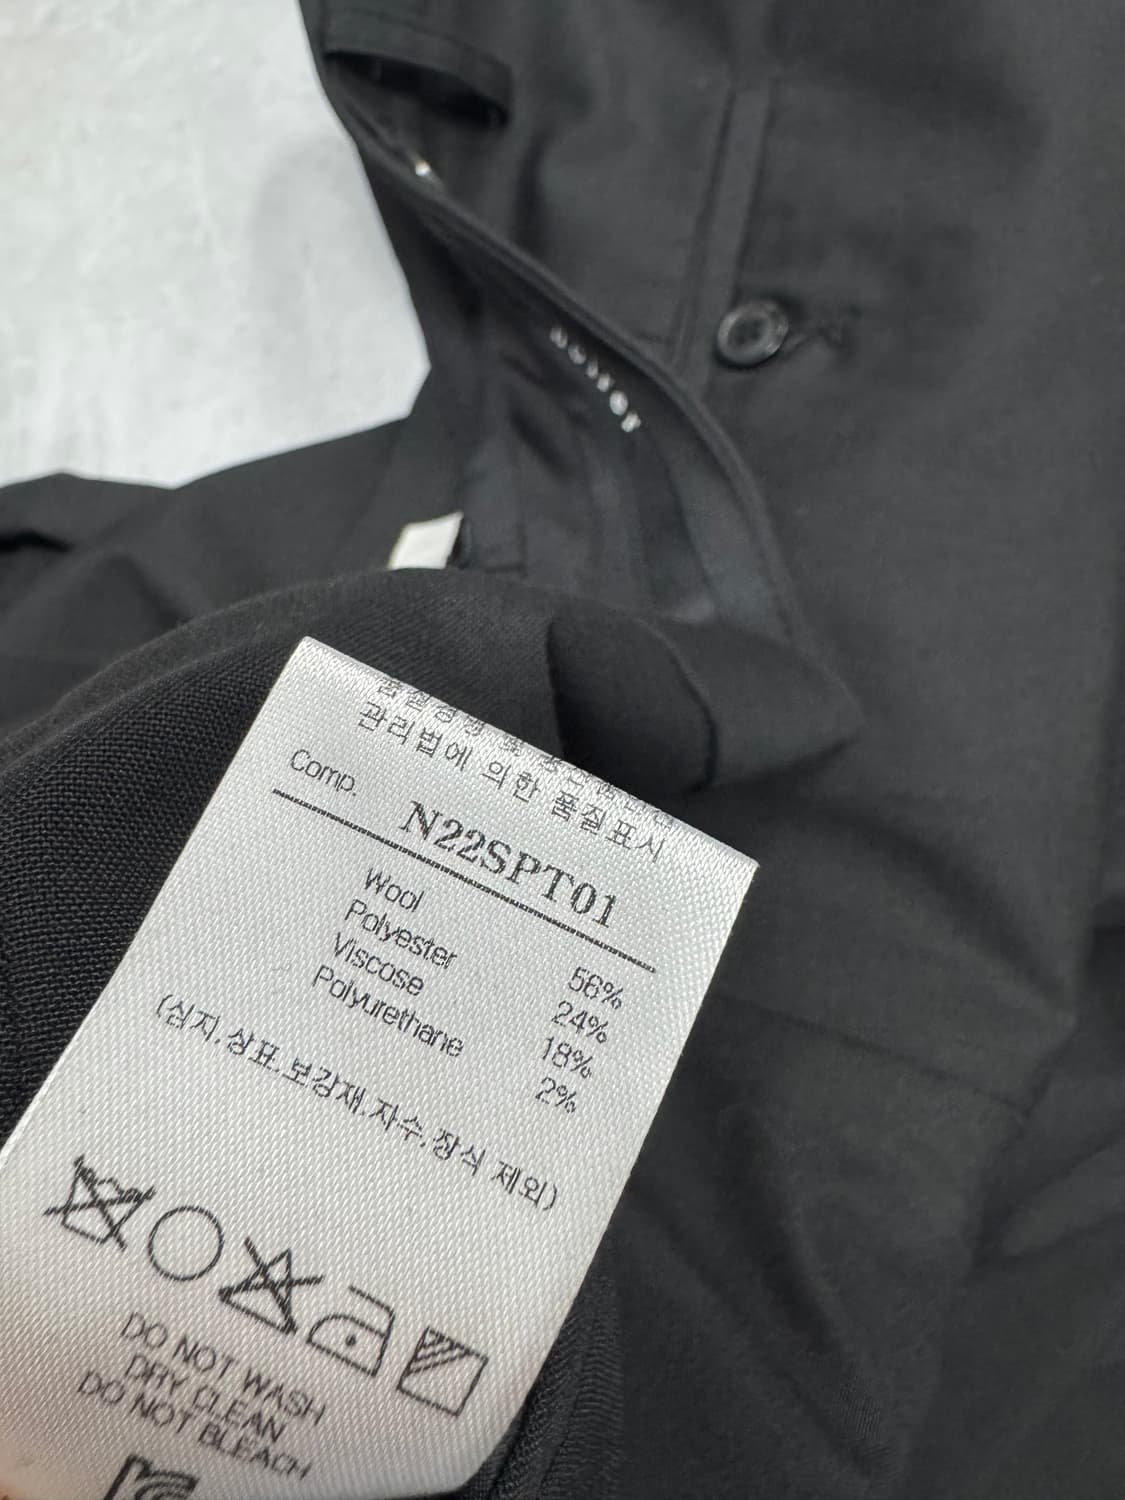 관리법에 의한 품질표시
Comp.
N22SPT01
Wool 56%
Polyester 24%
Viscose 18%
Polyurethane 2%
(심지.상표.보강재.자수.장식 제외)
DO NOT WASH
DRY CLEAN
DO NOT BLEACH